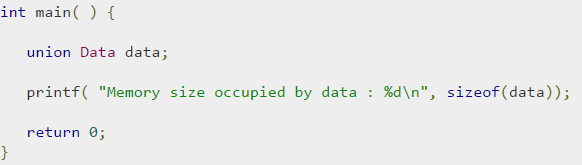 int main( ) {
union Data data;
printf( "Memory size occupied by data : %d\n", sizeof(data));
return 0;
}